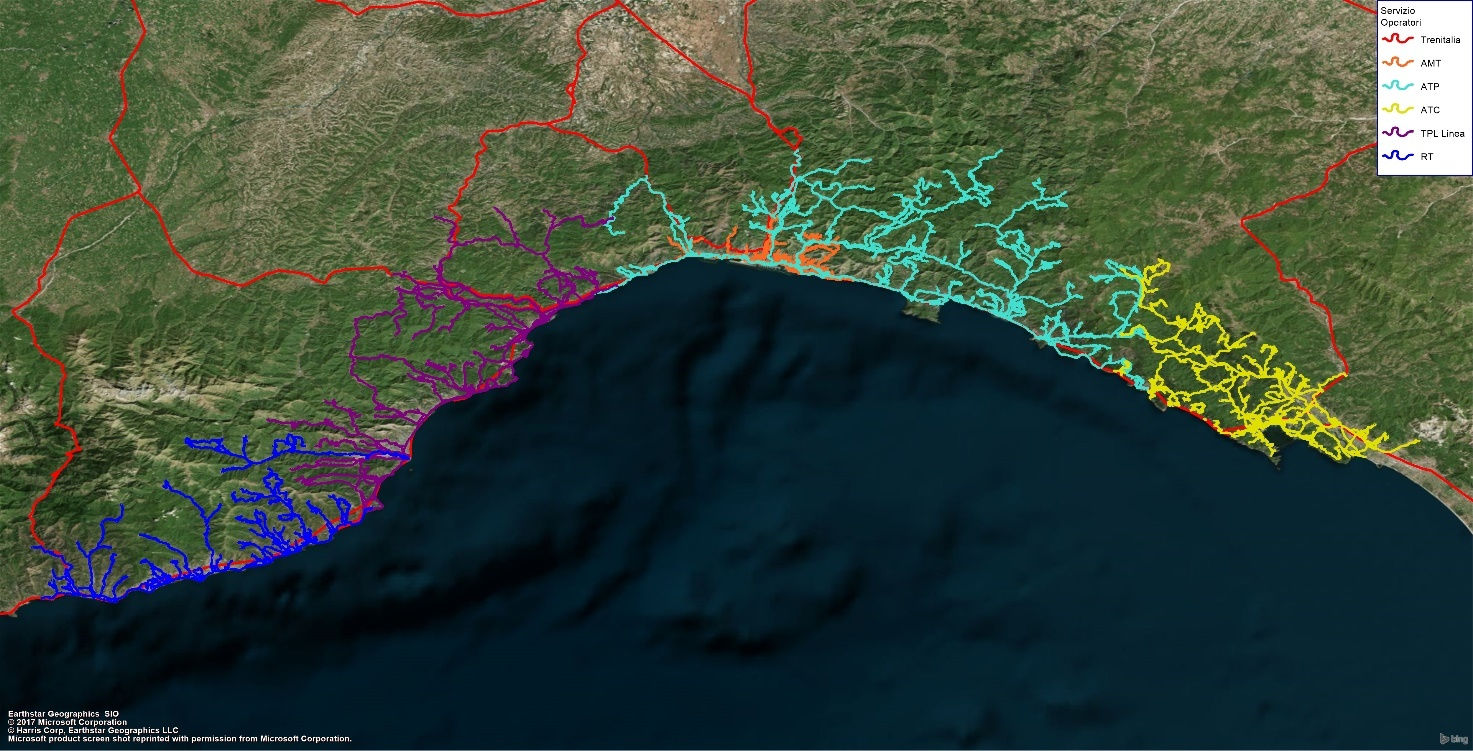 Servizio
Operatori
Trenitalia
AMT
ATP
ATC
TPL Linea
RT
Earthstar Geographics SIO
© 2017 Microsoft Corporation
© Harris Corp, Earthstar Geographics LLC
Microsoft product screen shot reprinted with permission from Microsoft Corporation.
bing